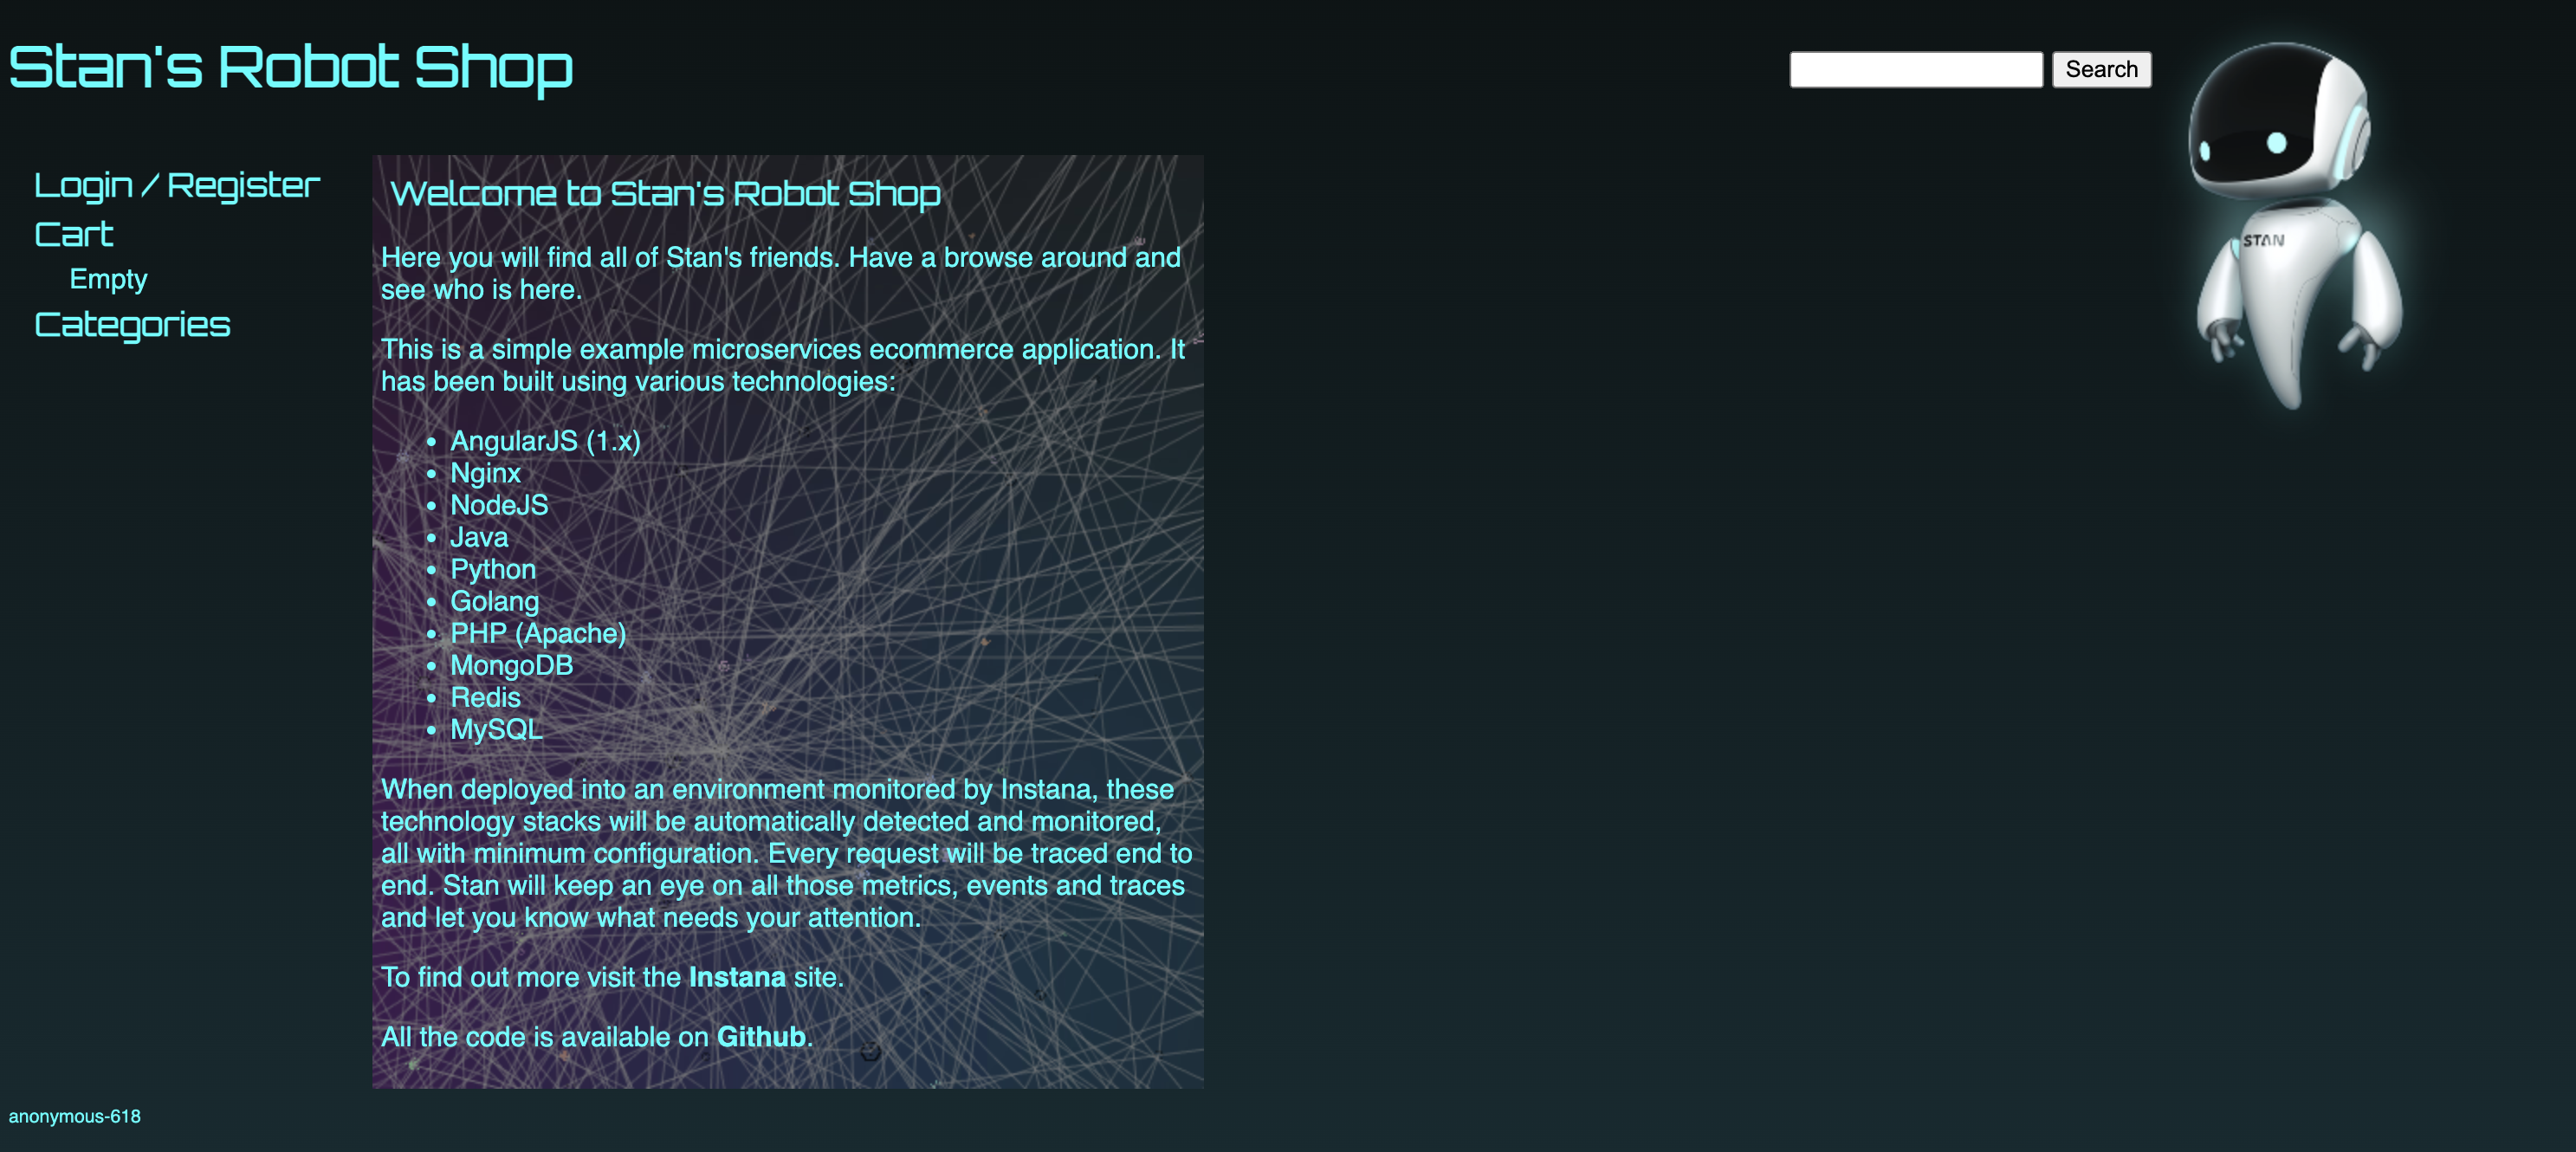 Stan's Robot Shop
Search
STAN
Login / Register
Cart
Empty
Categories
Welcome to Stan's Robot Shop
Here you will find all of Stan's friends. Have a browse around and
see who is here.
This is a simple example microservices ecommerce application. It
has been built using various technologies:
• AngularJS (1.x)
• Nginx
• NodeJS
• Java
• Python
• Golang
• PHP (Apache)
• MongoDB
• Redis
• MySQL
When deployed into an environment monitored by Instana, these
technology stacks will be automatically detected and monitored,
all with minimum configuration. Every request will be traced end to
end. Stan will keep an eye on all those metrics, events and traces
and let you know what needs your attention.
To find out more visit the Instana site.
All the code is available on Github.
anonymous-618